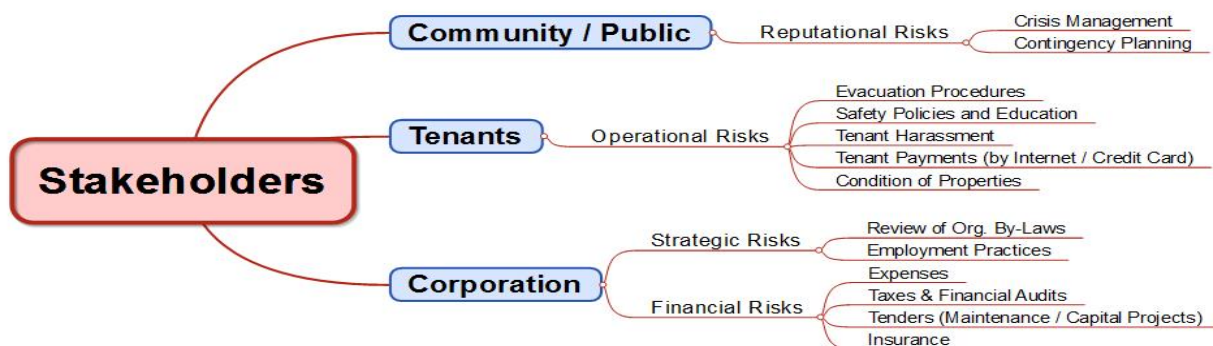 Stakeholders
Community / Public
Reputational Risks
Crisis Management
Contingency Planning
Tenants
Operational Risks
Evacuation Procedures
Safety Policies and Education
Tenant Harassment
Tenant Payments (by Internet / Credit Card)
Condition of Properties
Corporation
Strategic Risks
Review of Org. By-Laws
Employment Practices
Financial Risks
Expenses
Taxes & Financial Audits
Tenders (Maintenance / Capital Projects)
Insurance